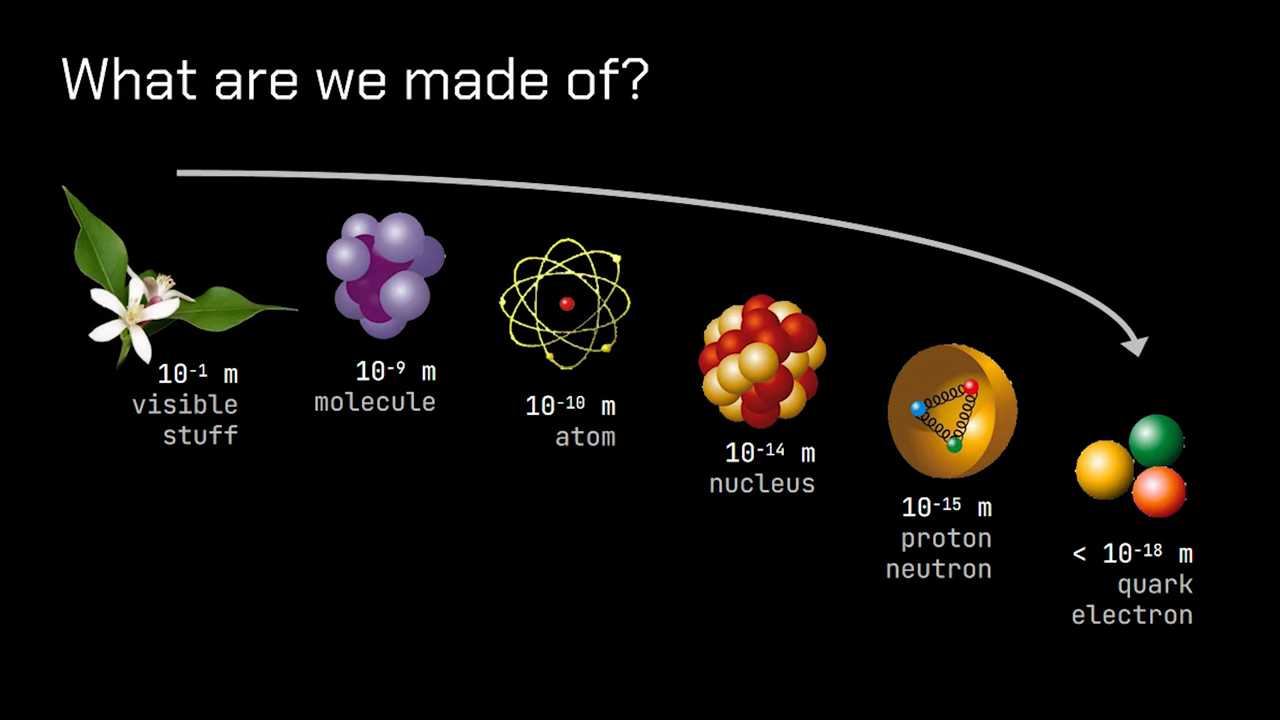 What are we made of?
10⁻¹ m
visible
stuff
10⁻⁹ m
molecule
10⁻¹⁰ m
atom
10⁻¹⁴ m
nucleus
10⁻¹⁵ m
proton
neutron
< 10⁻¹⁸ m
quark
electron